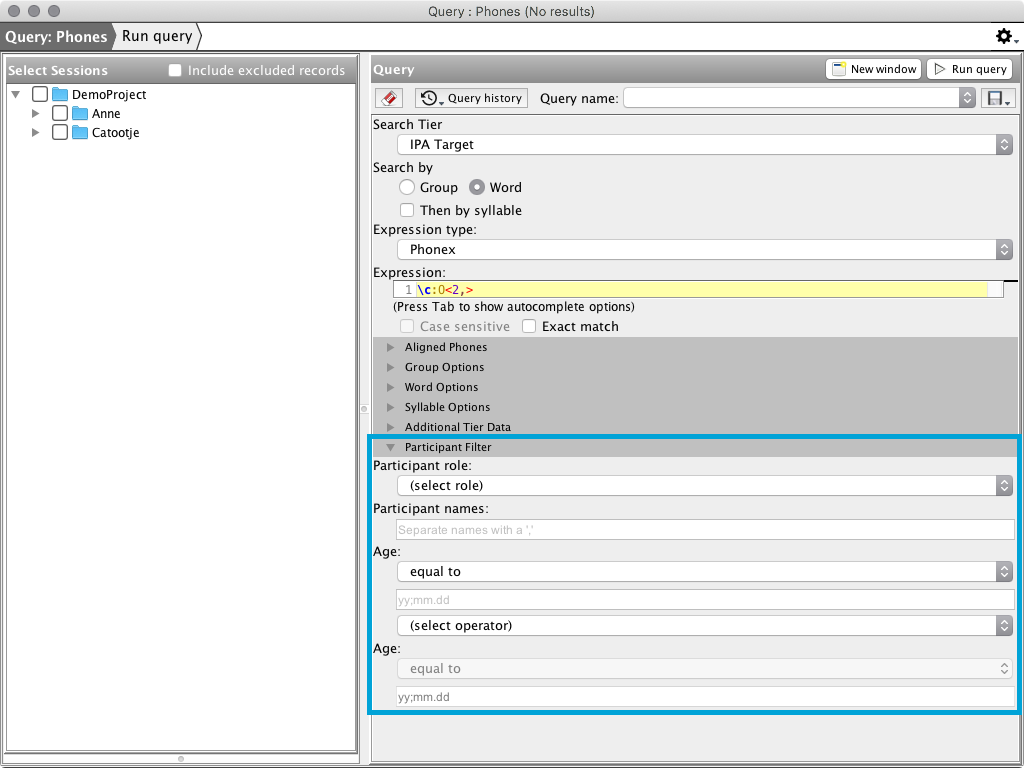 Query : Phones (No results)
Query: Phones Run query
Select Sessions Include excluded records
DemoProject
Anne
Catootje
Query New window Run query
Query history Query name:
Search Tier
IPA Target
Search by
Group Word
Then by syllable
Expression type:
Phonex
Expression:
1 \c:O<2,>
(Press Tab to show autocomplete options)
Case sensitive Exact match
Aligned Phones
Group Options
Word Options
Syllable Options
Additional Tier Data
Participant Filter
Participant role:
(select role)
Participant names:
Separate names with a ','
Age:
equal to
yy;mm.dd
(select operator)
Age:
equal to
yy;mm.dd